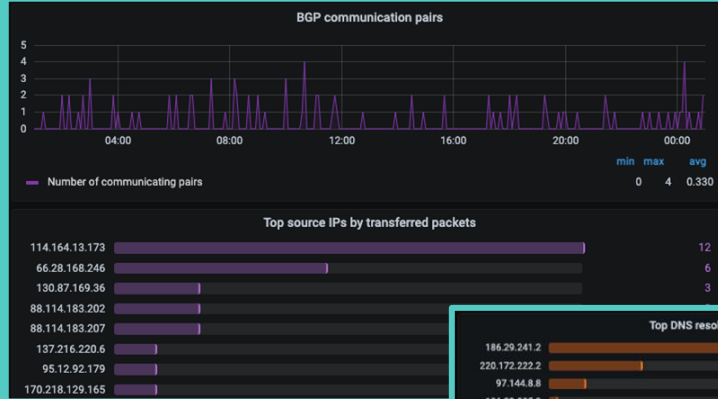 BGP communication pairs
5
4
3
2
1
0
04:00 08:00 12:00 16:00 20:00 00:00
min max avg
Number of communicating pairs 0 4 0.330
Top source IPs by transferred packets
114.164.13.173 12
66.28.168.246 6
130.87.169.36 3
88.114.183.202
88.114.183.207
137.216.220.6
95.12.92.179
170.218.129.165
Top DNS resol
186.29.241.2
220.172.222.2
97.144.8.8